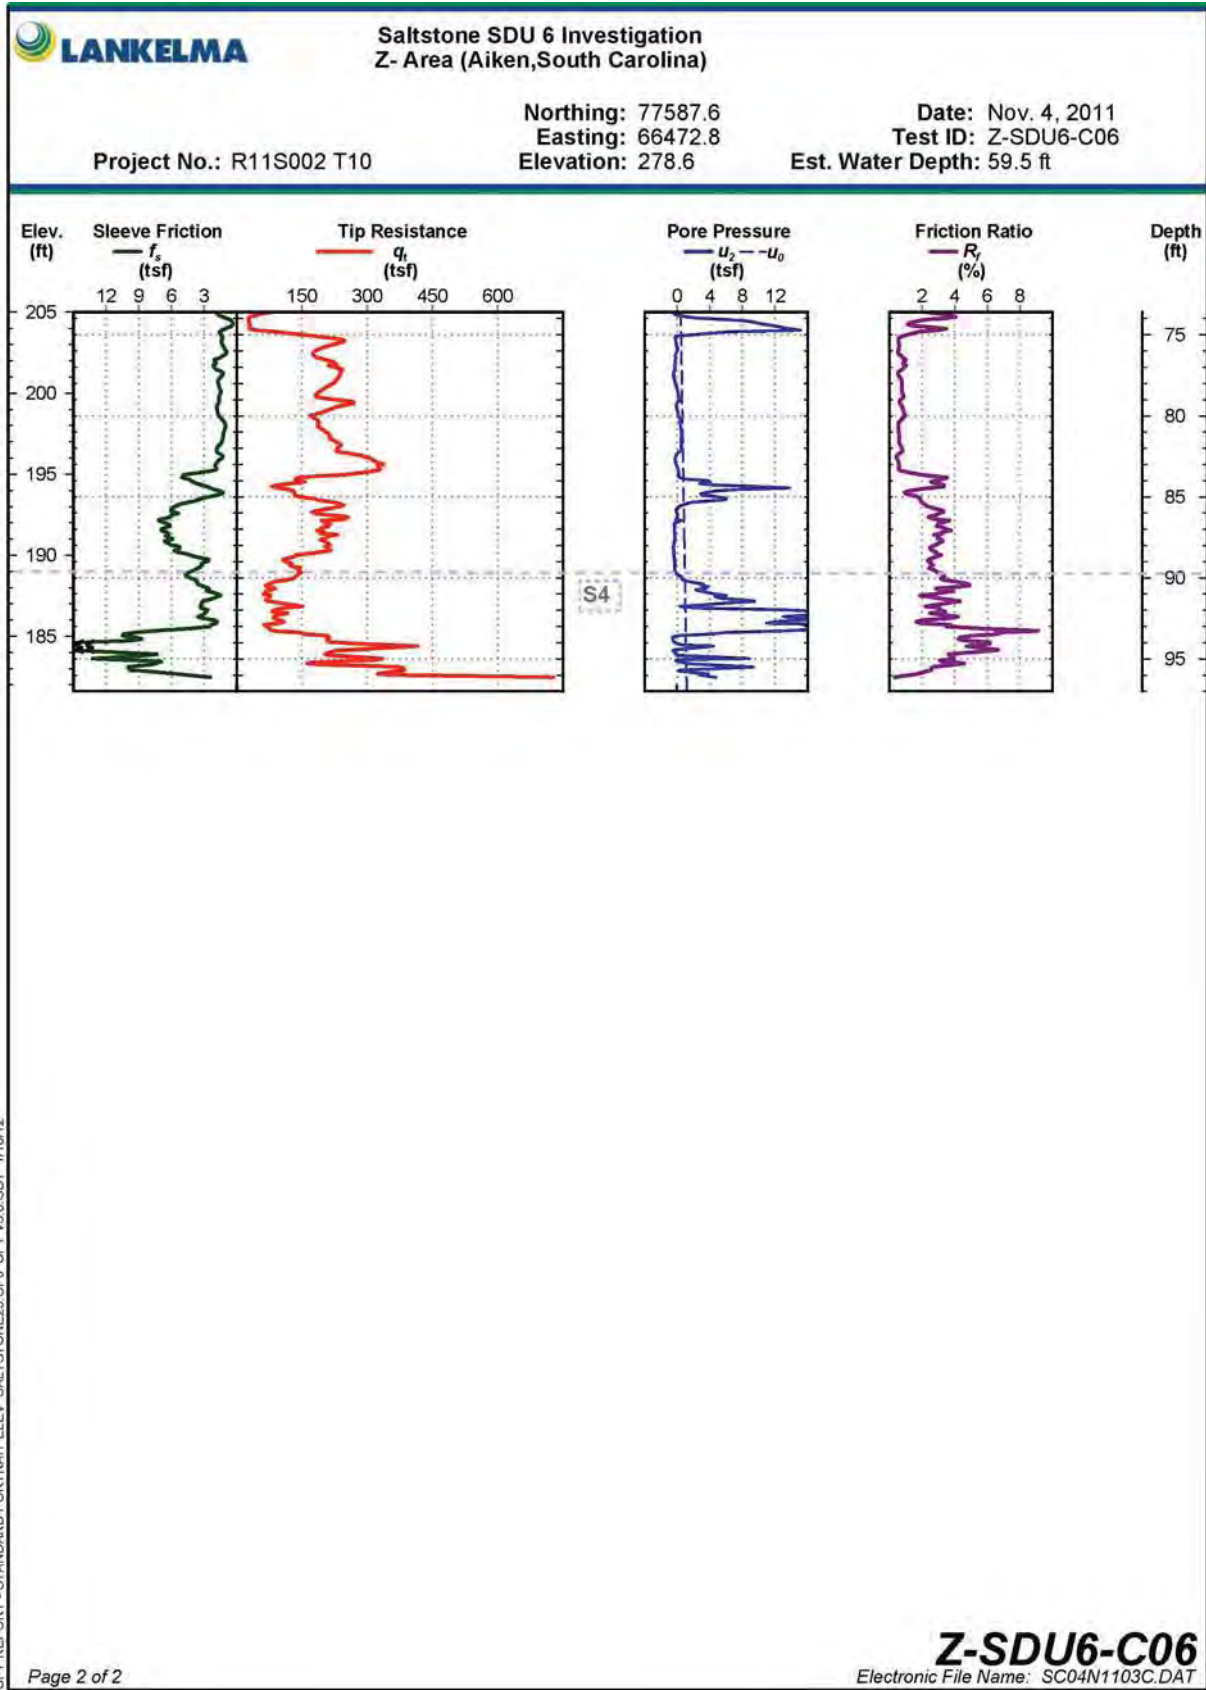 LANKELMA
Saltstone SDU 6 Investigation
Z- Area (Aiken,South Carolina)
Northing: 77587.6
Easting: 66472.8
Elevation: 278.6
Date: Nov. 4, 2011
Test ID: Z-SDU6-C06
Est. Water Depth: 59.5 ft
Project No.: R11S002 T10
Elev.
(ft)
Sleeve Friction
fs
(tsf)
Tip Resistance
qt
(tsf)
Pore Pressure
u2 u0
(tsf)
Friction Ratio
Rf
(%)
Depth
(ft)
12 9 6 3
150 300 450 600
0 4 8 12
2 4 6 8
205
200
195
190
185
75
80
85
90
95
S4
Z-SDU6-C06
Page 2 of 2
Electronic File Name: SC04N1103C.DAT